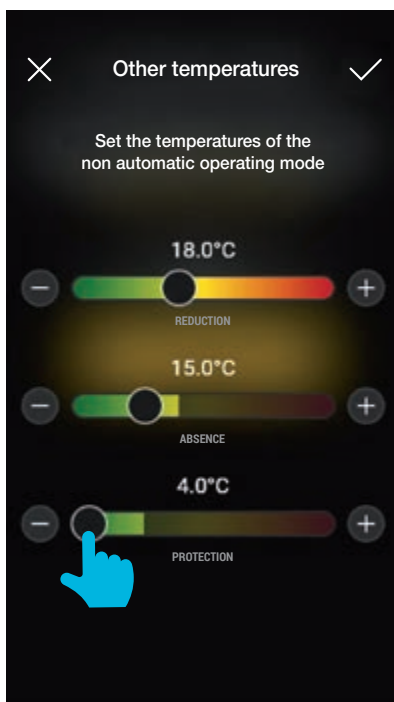 Other temperatures
Set the temperatures of the
non automatic operating mode
18.0°C
REDUCTION
15.0°C
ABSENCE
4.0°C
PROTECTION